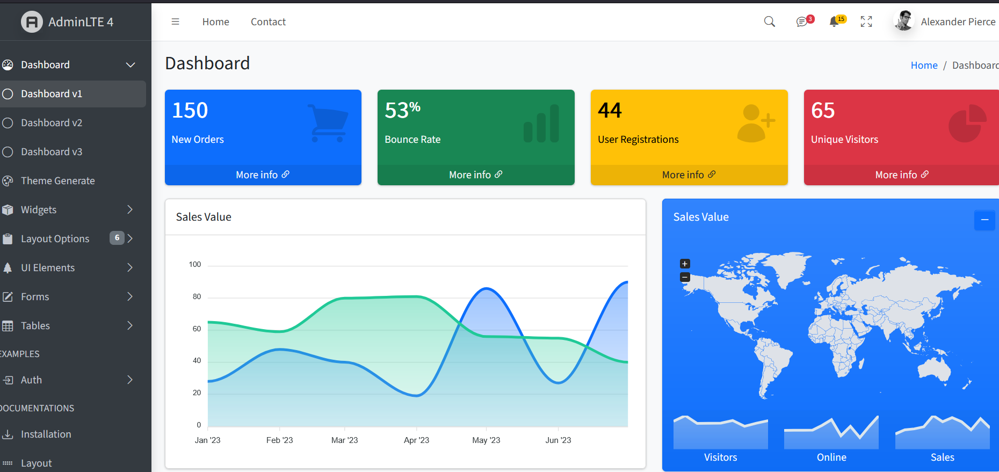 AdminLTE 4
Home
Contact
3
15
Alexander Pierce
Dashboard
Dashboard v1
Dashboard v2
Dashboard v3
Theme Generate
Widgets
Layout Options
6
UI Elements
Forms
Tables
EXAMPLES
Auth
DOCUMENTATIONS
Installation
Layout
Dashboard
Home / Dashboard
150
New Orders
More info
53%
Bounce Rate
More info
44
User Registrations
More info
65
Unique Visitors
More info
Sales Value
100
80
60
40
20
0
Jan '23
Feb '23
Mar '23
Apr '23
May '23
Jun '23
Sales Value
+
−
Visitors
Online
Sales